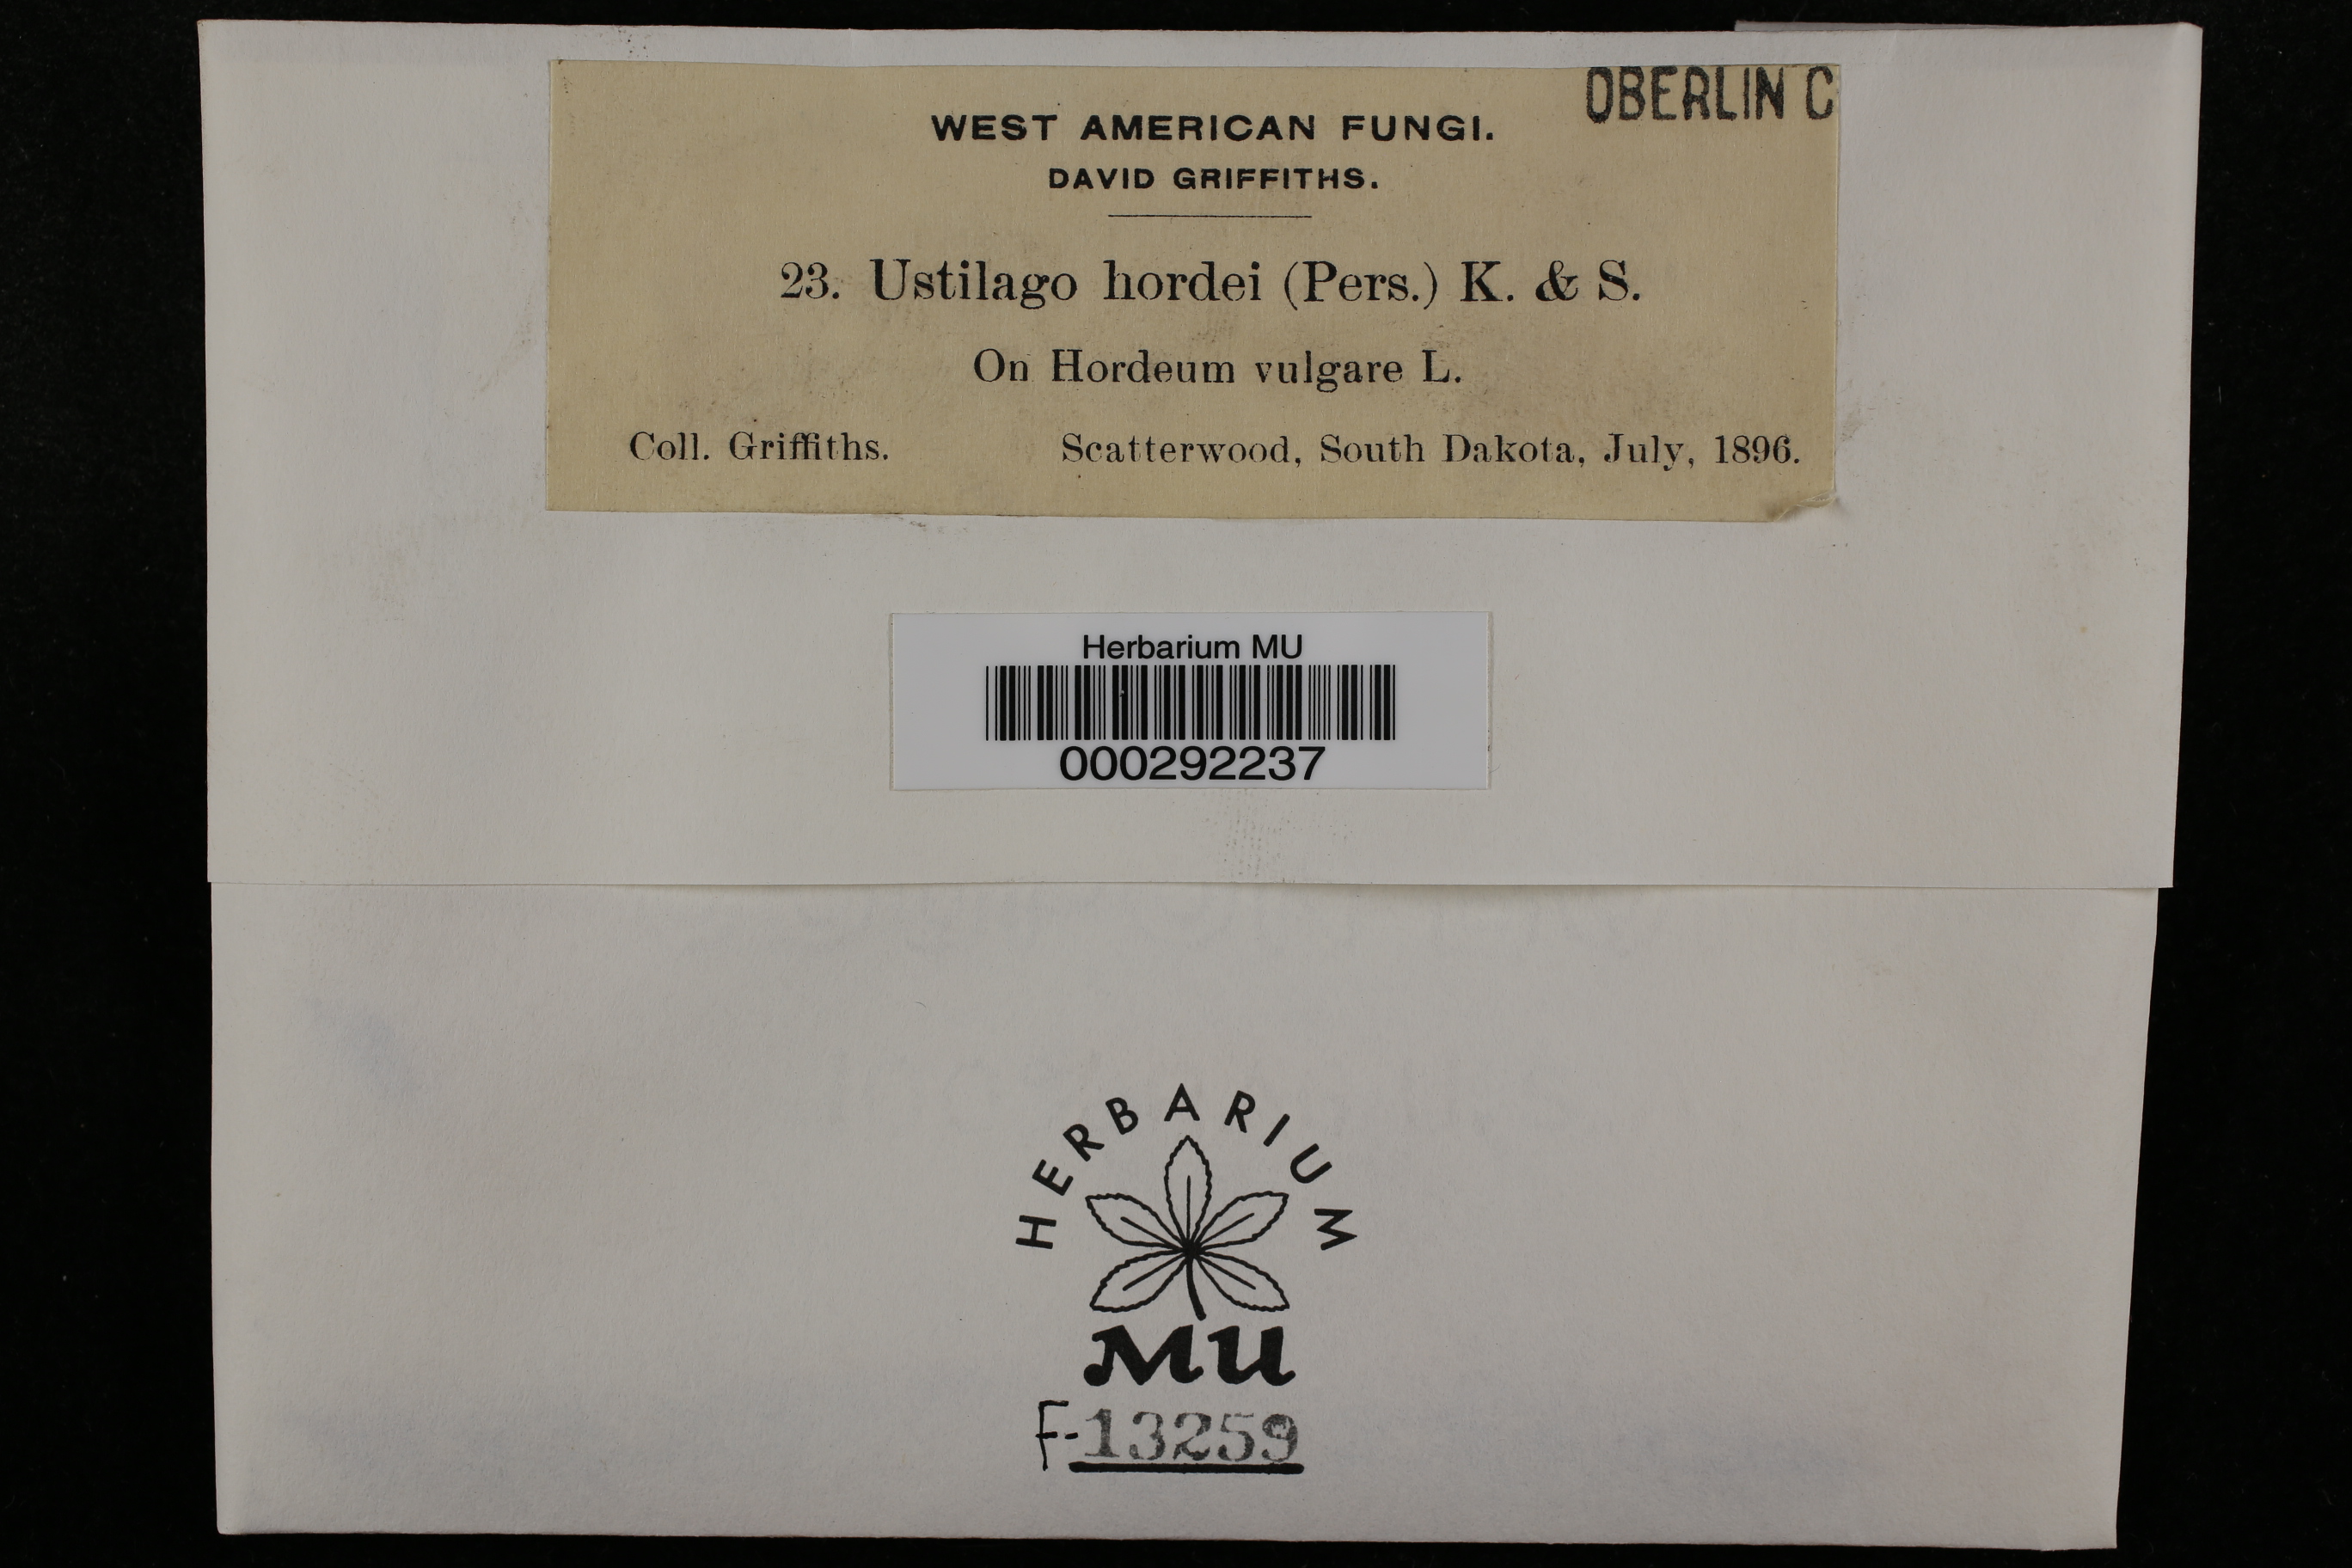 OBERLIN C
WEST AMERICAN FUNGI.
DAVID GRIFFITHS.
23. Ustilago hordei (Pers.) K. & S.
On Hordeum vulgare L.
Coll. Griffiths. Scatterwood, South Dakota, July, 1896.
Herbarium MU
000292237
HERBARIUM
MU
F-13259